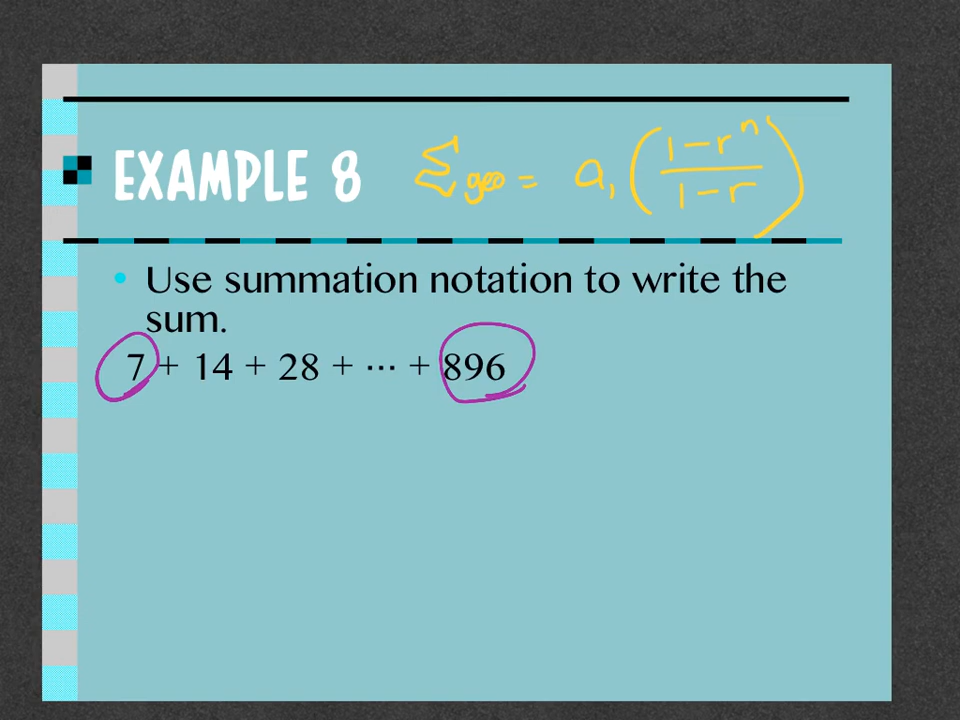 EXAMPLE 8 Σgeo = a₁ ((1 − rⁿ)/(1 − r))
• Use summation notation to write the
sum.
7 + 14 + 28 + ··· + 896